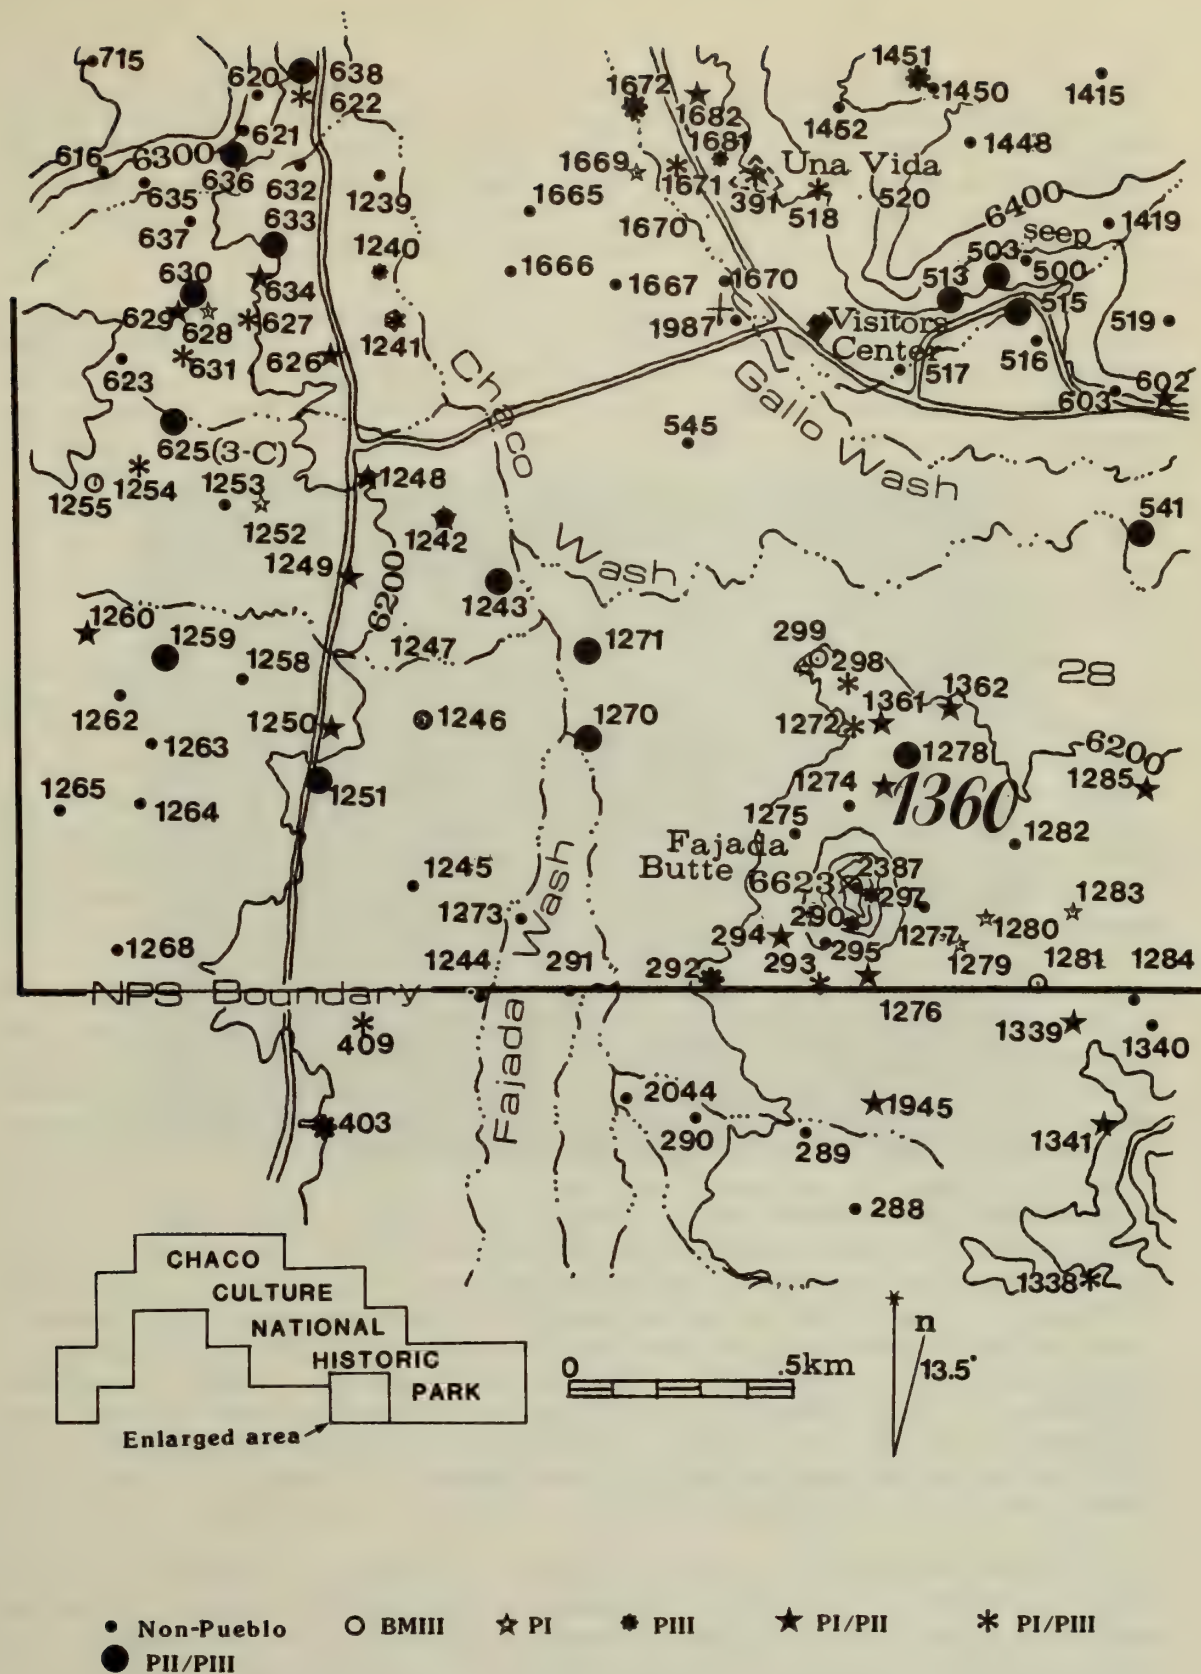 715
1451
620 638 1672 1450 1415
622 1682
621 1681 1452 1448
616 6300 1669 Una Vida
636 632 1671 391 518 520 6400
635 1239 1665 1419
637 633 1670 seep
1240 503
630 1666 513 500
634 1667 1670 515
629 628 627 1987 Visitors 519
1241 Center 516
623 631 626 517 602
Chaco Gallo 603
625(3-C) 545
1255 1254 1253 1248 Wash
1252 1242 541
1249 Wash
6200 1243
1260 1259 1271 299
1258 1247 298 28
1262 1361 1362
1250 1246 1270 1272
1263 1278 6200
1265 1274 1285
1264 1251 1360
1275 1282
Fajada
Butte 6623 2387
1245 297
1273 Wash 290 1283
294 1277 1280
1268 295
1244 291 292 293 1279 1281 1284
NPS Boundary
Fajada 1276 1339 1340
409
2044 1945
403 290 289 1341
288
1338
CHACO
CULTURE
NATIONAL
HISTORIC
PARK
Enlarged area
0 .5km
n
13.5°
Non-Pueblo BMIII PI PIII PI/PII PI/PIII
PII/PIII